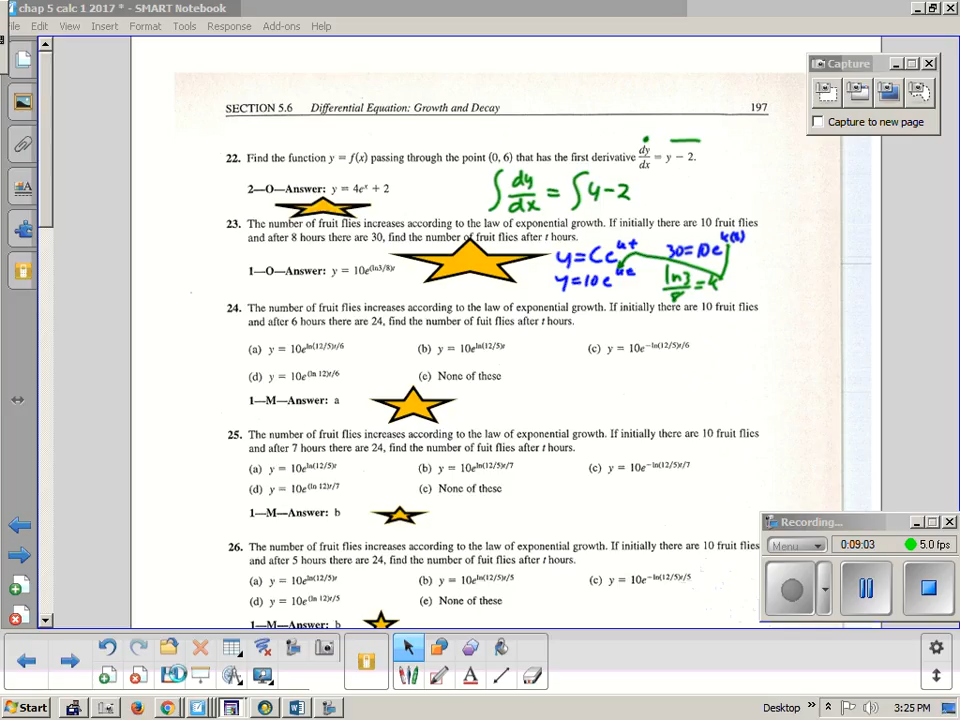 chap 5 calc 1 2017 * - SMART Notebook
ile Edit View Insert Format Tools Response Add-ons Help
Capture
Capture to new page
SECTION 5.6 Differential Equation: Growth and Decay 197
22. Find the function y = f(x) passing through the point (0, 6) that has the first derivative dy/dx = y − 2.
2—O—Answer: y = 4eˣ + 2
∫ dy/dx = ∫ y − 2
23. The number of fruit flies increases according to the law of exponential growth. If initially there are 10 fruit flies
and after 8 hours there are 30, find the number of fruit flies after t hours.
y = Ce^kt 30 = 10e^k(8)
1—O—Answer: y = 10e^(ln3/8)t
y = 10e ln3/8 = k
24. The number of fruit flies increases according to the law of exponential growth. If initially there are 10 fruit flies
and after 6 hours there are 24, find the number of fuit flies after t hours.
(a) y = 10e^ln(12/5)t/6 (b) y = 10e^ln(12/5)t (c) y = 10e^−ln(12/5)t/6
(d) y = 10e^(ln 12)t/6 (e) None of these
1—M—Answer: a
25. The number of fruit flies increases according to the law of exponential growth. If initially there are 10 fruit flies
and after 7 hours there are 24, find the number of fuit flies after t hours.
(a) y = 10e^ln(12/5)t (b) y = 10e^ln(12/5)t/7 (c) y = 10e^−ln(12/5)t/7
(d) y = 10e^(ln 12)t/7 (e) None of these
1—M—Answer: b
26. The number of fruit flies increases according to the law of exponential growth. If initially there are 10 fruit flies
and after 5 hours there are 24, find the number of fuit flies after t hours.
(a) y = 10e^ln(12/5)t (b) y = 10e^ln(12/5)t/5 (c) y = 10e^−ln(12/5)t/5
(d) y = 10e^(ln 12)t/5 (e) None of these
1—M—Answer: b
Recording...
Menu 0:09:03 5.0 fps
Start Desktop » 3:25 PM